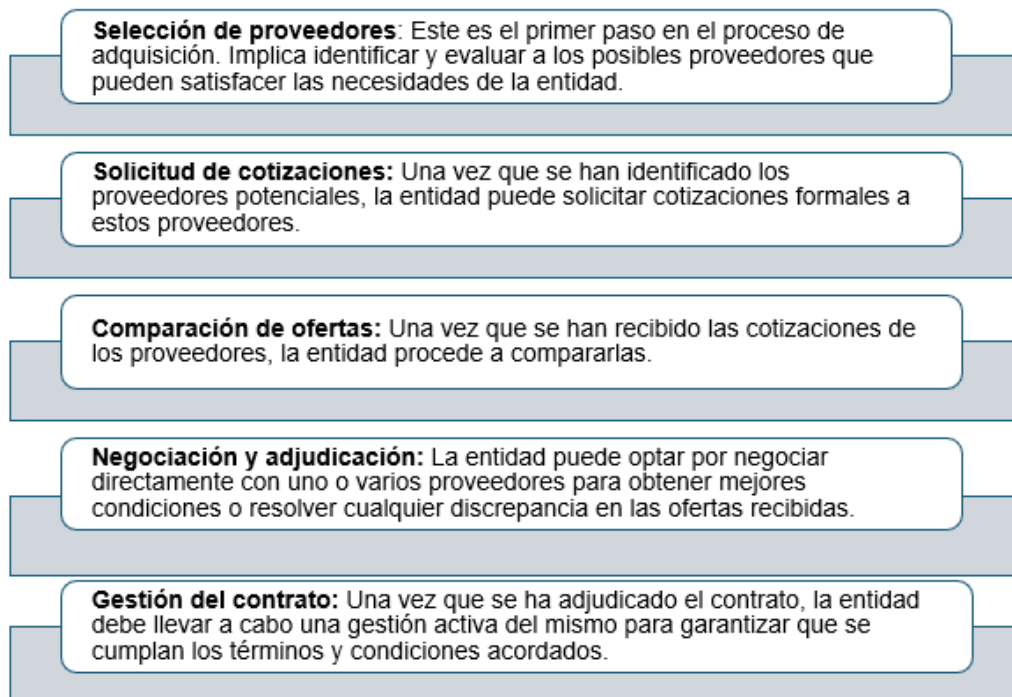 Selección de proveedores: Este es el primer paso en el proceso de
adquisición. Implica identificar y evaluar a los posibles proveedores que
pueden satisfacer las necesidades de la entidad.
Solicitud de cotizaciones: Una vez que se han identificado los
proveedores potenciales, la entidad puede solicitar cotizaciones formales a
estos proveedores.
Comparación de ofertas: Una vez que se han recibido las cotizaciones de
los proveedores, la entidad procede a compararlas.
Negociación y adjudicación: La entidad puede optar por negociar
directamente con uno o varios proveedores para obtener mejores
condiciones o resolver cualquier discrepancia en las ofertas recibidas.
Gestión del contrato: Una vez que se ha adjudicado el contrato, la entidad
debe llevar a cabo una gestión activa del mismo para garantizar que se
cumplan los términos y condiciones acordados.